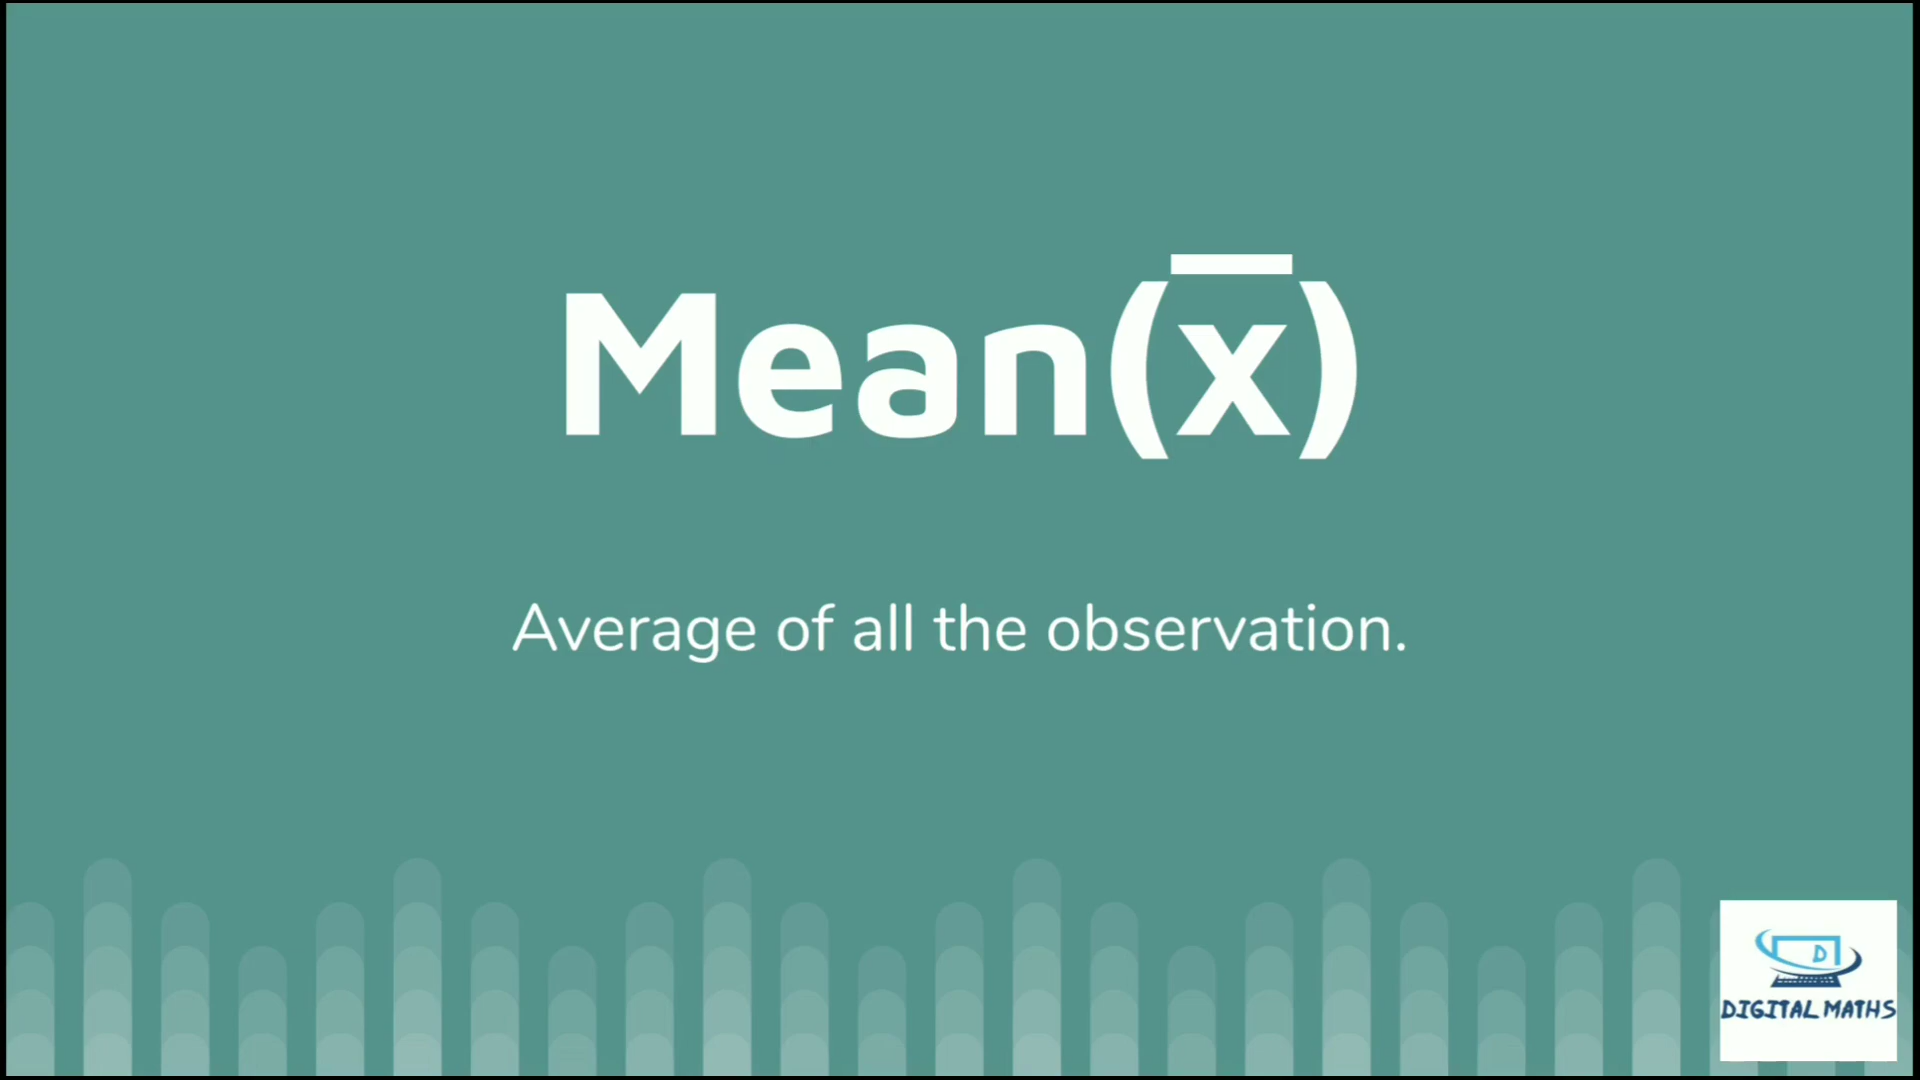 Mean(x̅)
Average of all the observation.
D
DIGITAL MATHS